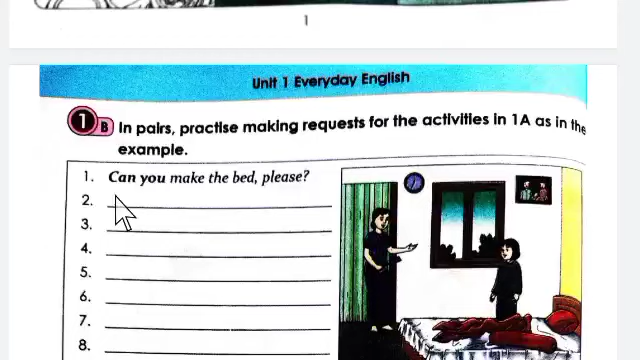 1
Unit 1 Everyday English
1 B In pairs, practise making requests for the activities in 1A as in the
example.
1. Can you make the bed, please?
2.
3.
4.
5.
6.
7.
8.